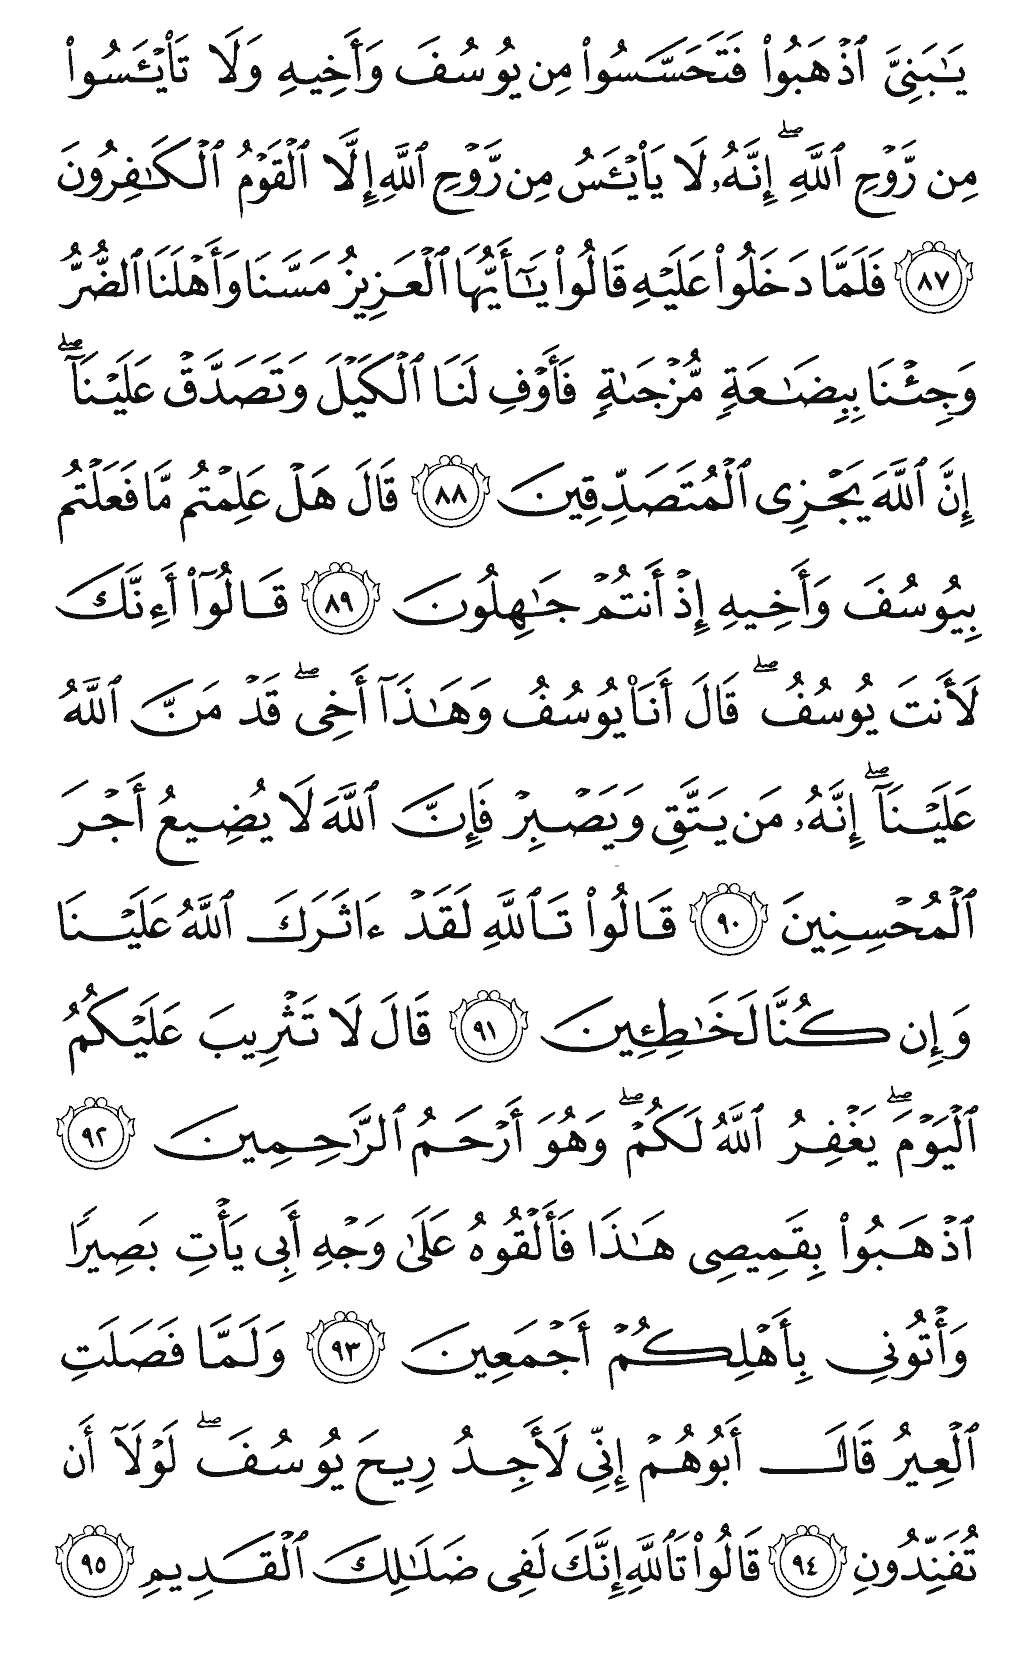 يَـٰبَنِىَّ ٱذۡهَبُواْ فَتَحَسَّسُواْ مِن يُوسُفَ وَأَخِيهِ وَلَا تَاْيۡـَٔسُواْ
مِن رَّوۡحِ ٱللَّهِۖ إِنَّهُۥ لَا يَاْيۡـَٔسُ مِن رَّوۡحِ ٱللَّهِ إِلَّا ٱلۡقَوۡمُ ٱلۡكَـٰفِرُونَ
٨٧ فَلَمَّا دَخَلُواْ عَلَيۡهِ قَالُواْ يَـٰٓأَيُّهَا ٱلۡعَزِيزُ مَسَّنَا وَأَهۡلَنَا ٱلضُّرُّ
وَجِئۡنَا بِبِضَـٰعَةٍ مُّزۡجَىٰةٍ فَأَوۡفِ لَنَا ٱلۡكَيۡلَ وَتَصَدَّقۡ عَلَيۡنَآۖ
إِنَّ ٱللَّهَ يَجۡزِى ٱلۡمُتَصَدِّقِينَ ٨٨ قَالَ هَلۡ عَلِمۡتُم مَّا فَعَلۡتُم
بِيُوسُفَ وَأَخِيهِ إِذۡ أَنتُمۡ جَـٰهِلُونَ ٨٩ قَالُوٓاْ أَءِنَّكَ
لَأَنتَ يُوسُفُۖ قَالَ أَنَا۠ يُوسُفُ وَهَـٰذَآ أَخِىۖ قَدۡ مَنَّ ٱللَّهُ
عَلَيۡنَآۖ إِنَّهُۥ مَن يَتَّقِ وَيَصۡبِرۡ فَإِنَّ ٱللَّهَ لَا يُضِيعُ أَجۡرَ
ٱلۡمُحۡسِنِينَ ٩٠ قَالُواْ تَٱللَّهِ لَقَدۡ ءَاثَرَكَ ٱللَّهُ عَلَيۡنَا
وَإِن كُنَّا لَخَـٰطِـِٔينَ ٩١ قَالَ لَا تَثۡرِيبَ عَلَيۡكُمُ
ٱلۡيَوۡمَۖ يَغۡفِرُ ٱللَّهُ لَكُمۡۖ وَهُوَ أَرۡحَمُ ٱلرَّٰحِمِينَ ٩٢
ٱذۡهَبُواْ بِقَمِيصِى هَـٰذَا فَأَلۡقُوهُ عَلَىٰ وَجۡهِ أَبِى يَأۡتِ بَصِيرًا
وَأۡتُونِى بِأَهۡلِكُمۡ أَجۡمَعِينَ ٩٣ وَلَمَّا فَصَلَتِ
ٱلۡعِيرُ قَالَ أَبُوهُمۡ إِنِّى لَأَجِدُ رِيحَ يُوسُفَۖ لَوۡلَآ أَن
تُفَنِّدُونِ ٩٤ قَالُواْ تَٱللَّهِ إِنَّكَ لَفِى ضَلَـٰلِكَ ٱلۡقَدِيمِ ٩٥